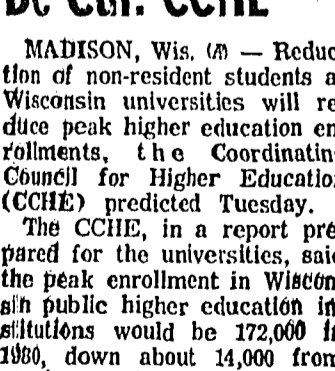 Be Cut: CCHE
MADISON, Wis. (AP) — Reduc
tion of non-resident students a
Wisconsin universities will re
duce peak higher education en
rollments, the Coordinatin
Council for Higher Educatio
(CCHE) predicted Tuesday.
The CCHE, in a report pre
pared for the universities, said
the peak enrollment in Wiscon
sin public higher education in
stitutions would be 172,000 i
1980, down about 14,000 from